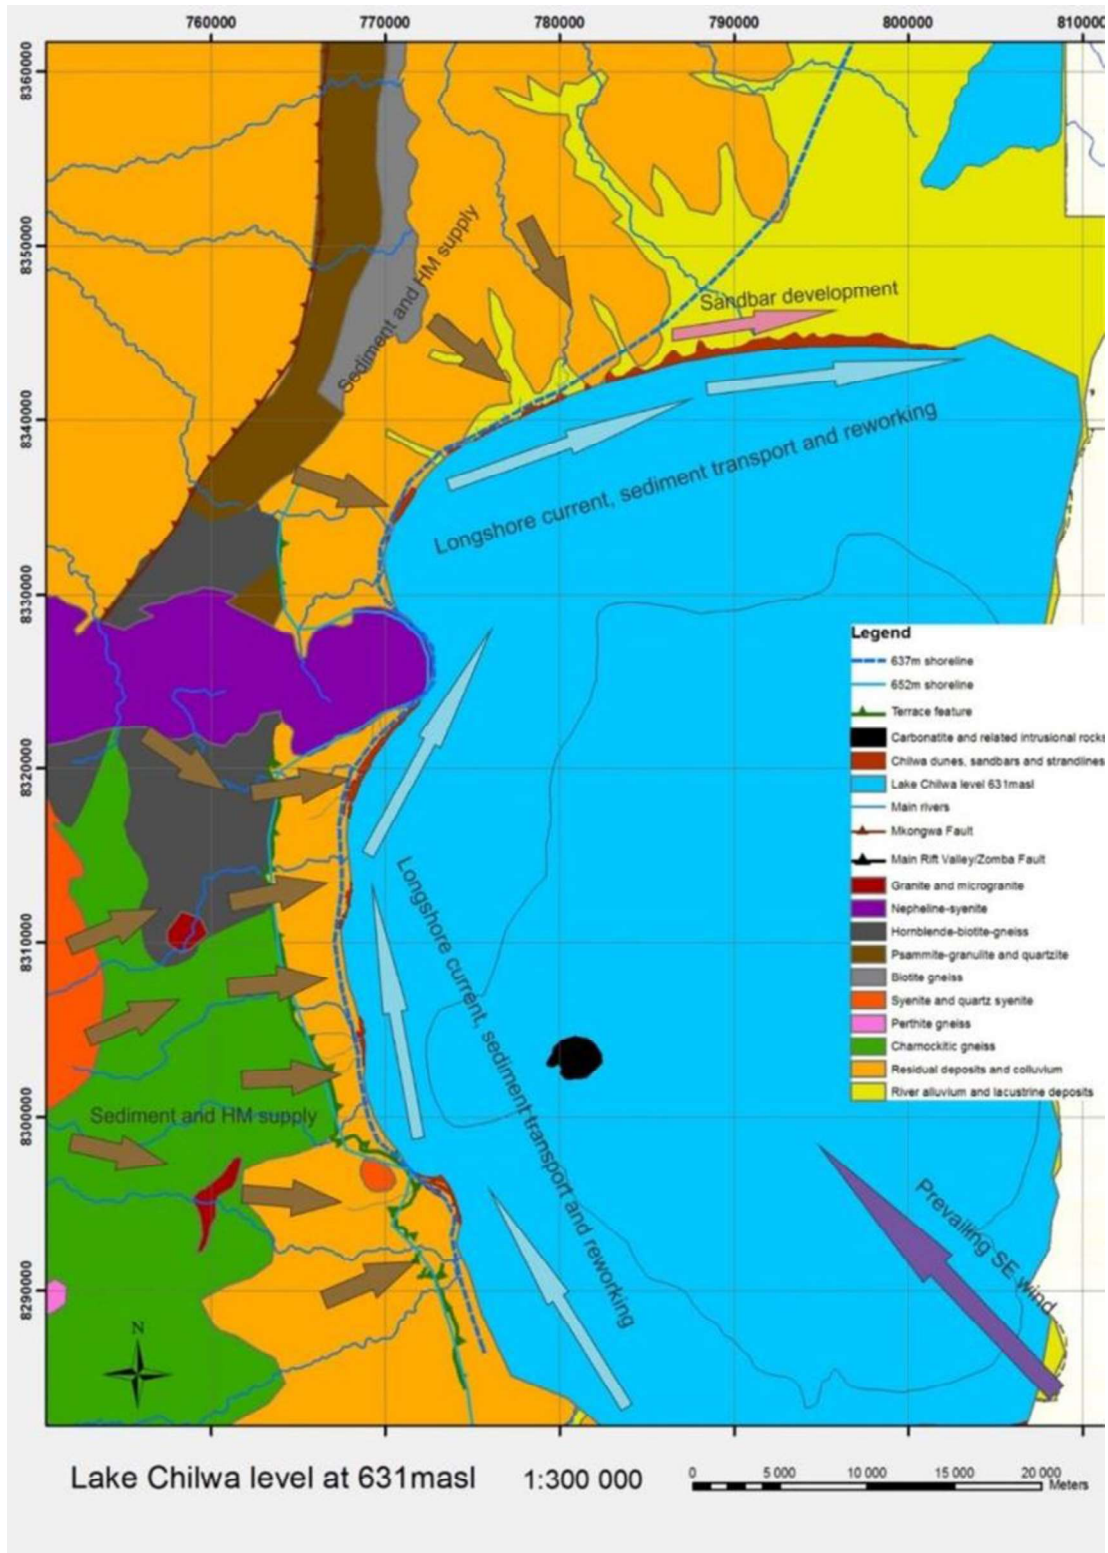 760000
770000
780000
790000
800000
810000
8360000
8350000
8340000
8330000
8320000
8310000
8300000
8290000
Sediment and HM supply
Sandbar development
Longshore current, sediment transport and reworking
Legend
637m shoreline
652m shoreline
Terrace feature
Carbonatite and related intrusional rocks
Chilwa dunes, sandbars and strandlines
Lake Chilwa level 631masl
Main rivers
Mkongwa Fault
Main Rift Valley/Zomba Fault
Granite and microgranite
Nepheline-syenite
Hornblende-biotite-gneiss
Psammite-granulite and quartzite
Biotite gneiss
Syenite and quartz syenite
Perthite gneiss
Charnockitic gneiss
Residual deposits and colluvium
River alluvium and lacustrine deposits
Longshore current, sediment transport and reworking
Sediment and HM supply
Prevailing SE wind
N
Lake Chilwa level at 631masl
1:300 000
0 5 000 10 000 15 000 20 000
Meters